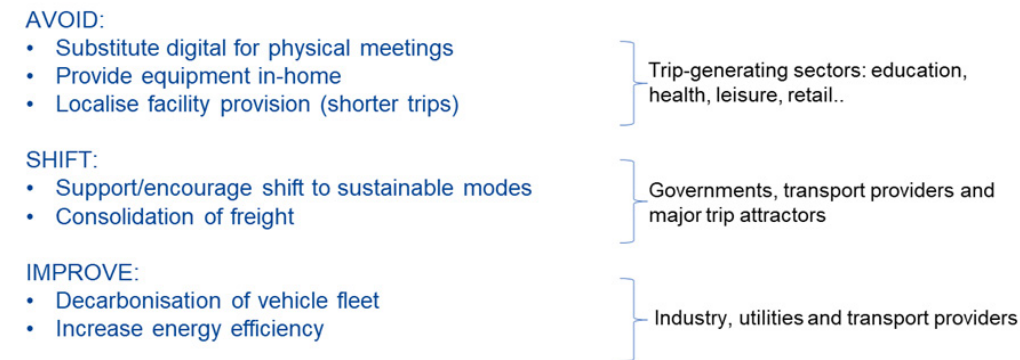 AVOID:
• Substitute digital for physical meetings
• Provide equipment in-home
• Localise facility provision (shorter trips)
Trip-generating sectors: education,
health, leisure, retail..
SHIFT:
• Support/encourage shift to sustainable modes
• Consolidation of freight
Governments, transport providers and
major trip attractors
IMPROVE:
• Decarbonisation of vehicle fleet
• Increase energy efficiency
Industry, utilities and transport providers